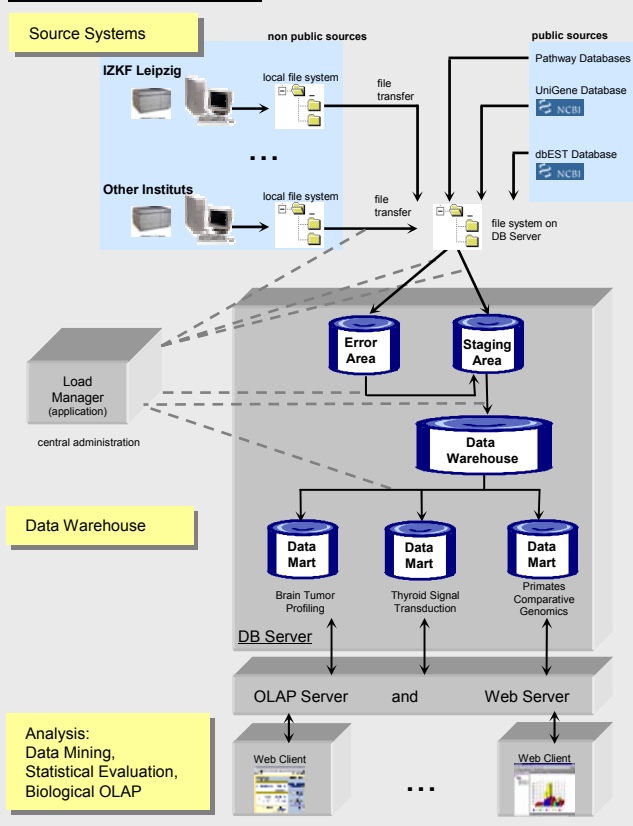 Source Systems
non public sources
public sources
IZKF Leipzig
local file system
file
transfer
Pathway Databases
UniGene Database
NCBI
...
dbEST Database
NCBI
Other Instituts
local file system
file
transfer
file system on
DB Server
Error
Area
Staging
Area
Load
Manager
(application)
central administration
Data
Warehouse
Data Warehouse
Data
Mart
Data
Mart
Data
Mart
Brain Tumor
Profiling
Thyroid Signal
Transduction
Primates
Comparative
Genomics
DB Server
OLAP Server and Web Server
Analysis:
Data Mining,
Statistical Evaluation,
Biological OLAP
Web Client
...
Web Client